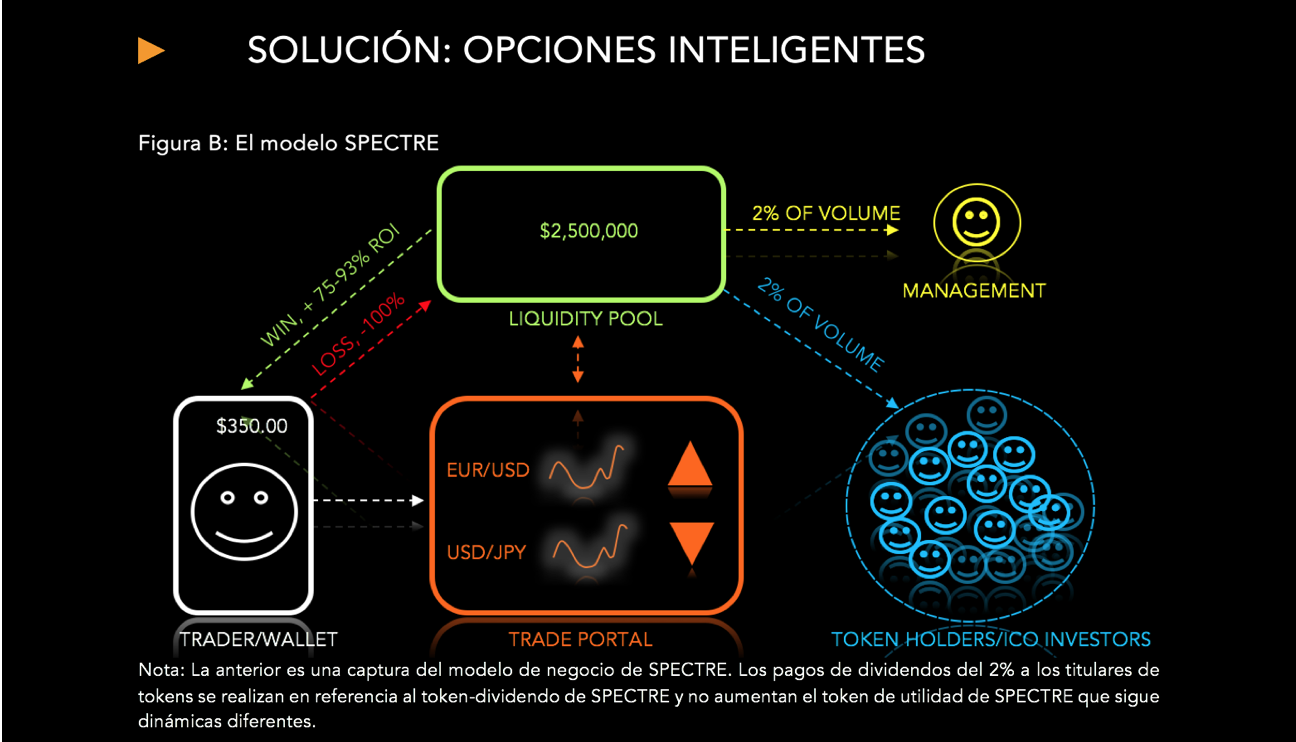 SOLUCIÓN: OPCIONES INTELIGENTES
Figura B: El modelo SPECTRE
$2,500,000
2% OF VOLUME
MANAGEMENT
WIN, + 75-93% ROI
LOSS, -100%
LIQUIDITY POOL
2% OF VOLUME
$350.00
EUR/USD
USD/JPY
TRADER/WALLET
TRADE PORTAL
TOKEN HOLDERS/ICO INVESTORS
Nota: La anterior es una captura del modelo de negocio de SPECTRE. Los pagos de dividendos del 2% a los titulares de
tokens se realizan en referencia al token-dividendo de SPECTRE y no aumentan el token de utilidad de SPECTRE que sigue
dinámicas diferentes.